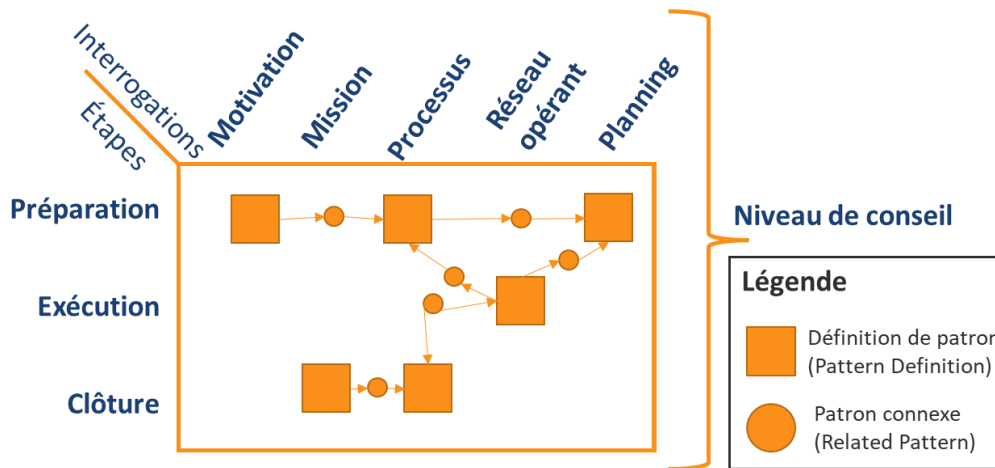 Interrogations
Étapes
Motivation
Mission
Processus
Réseau
opérant
Planning
Préparation
Exécution
Clôture
Niveau de conseil
Légende
Définition de patron
(Pattern Definition)
Patron connexe
(Related Pattern)